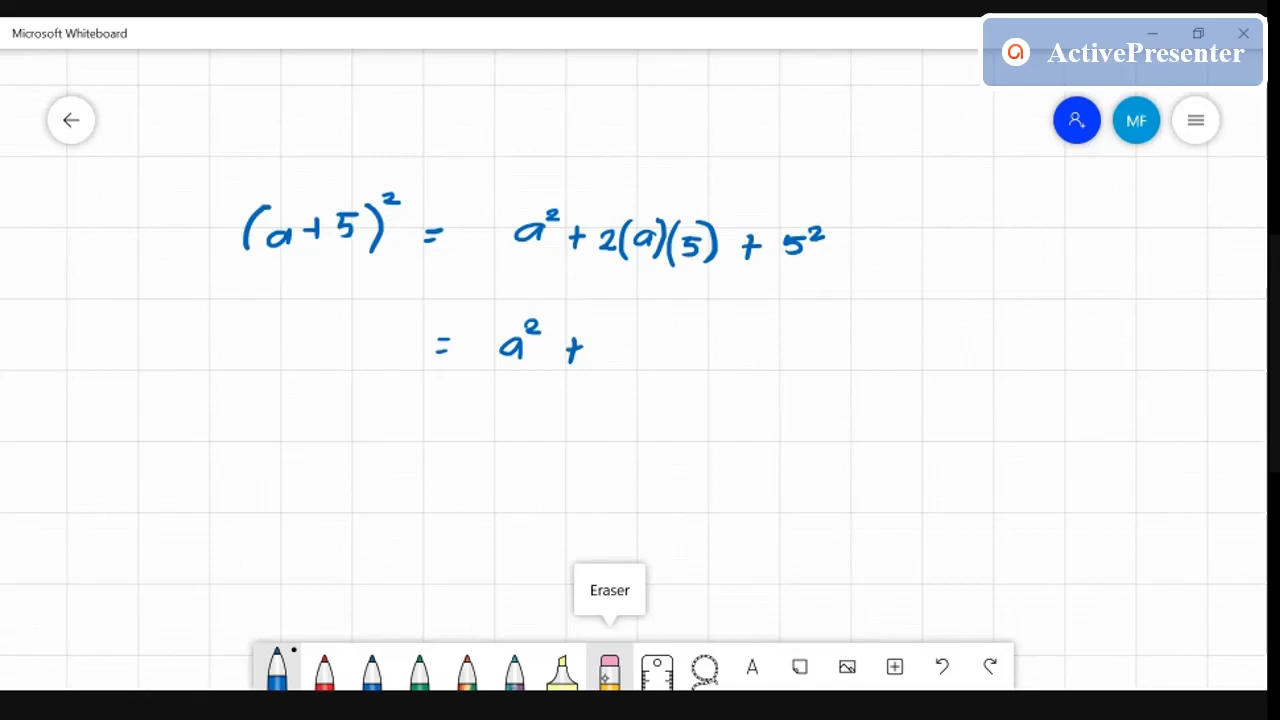 Microsoft Whiteboard
ActivePresenter
MF
(a+5)² = a² + 2(a)(5) + 5²
= a² +
Eraser
A